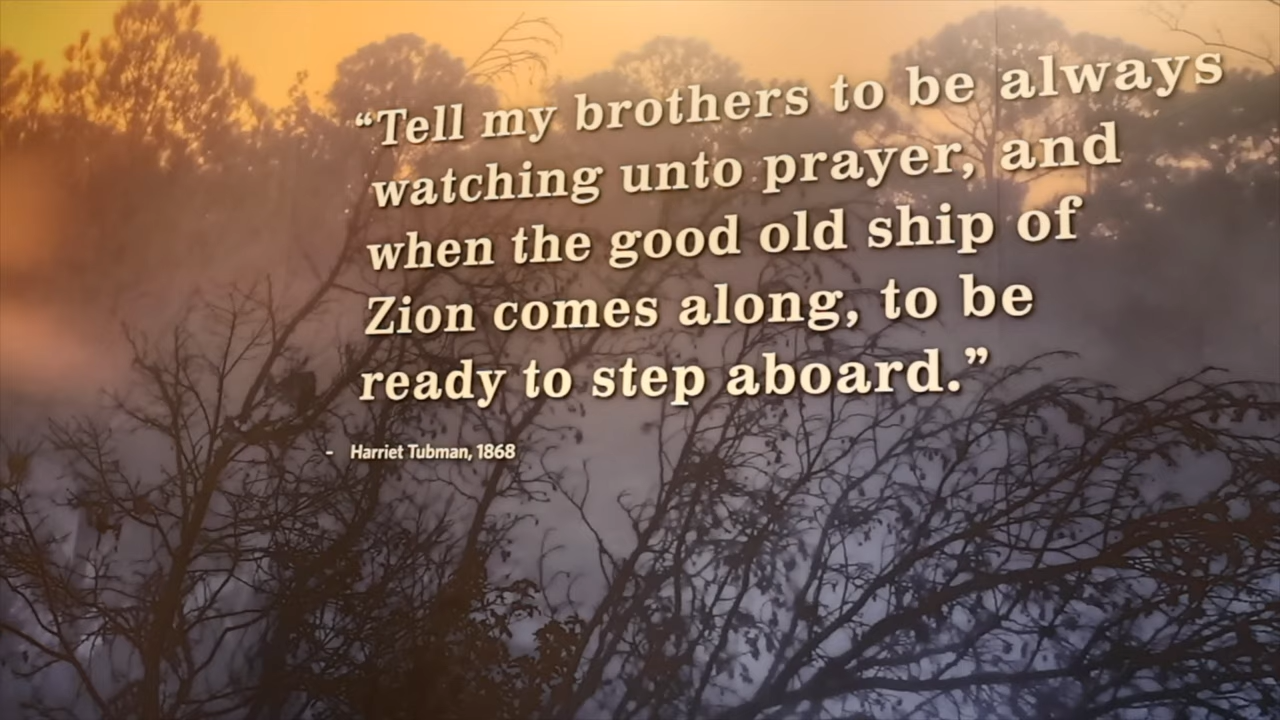 “Tell my brothers to be always
watching unto prayer, and
when the good old ship of
Zion comes along, to be
ready to step aboard.”
- Harriet Tubman, 1868